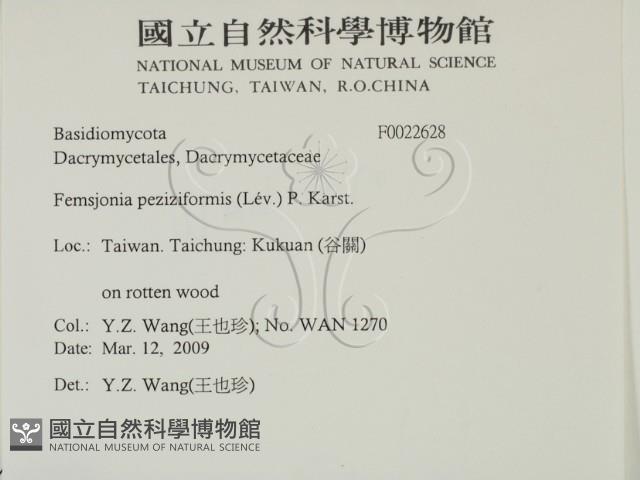 國立自然科學博物館
NATIONAL MUSEUM OF NATURAL SCIENCE
TAICHUNG, TAIWAN, R.O.CHINA
Basidiomycota F0022628
Dacrymycetales, Dacrymycetaceae
Femsjonia peziziformis (Lév.) P. Karst.
Loc.: Taiwan. Taichung: Kukuan (谷關)
on rotten wood
Col.: Y.Z. Wang(王也珍); No. WAN 1270
Date: Mar. 12, 2009
Det.: Y.Z. Wang(王也珍)
國立自然科學博物館
NATIONAL MUSEUM OF NATURAL SCIENCE